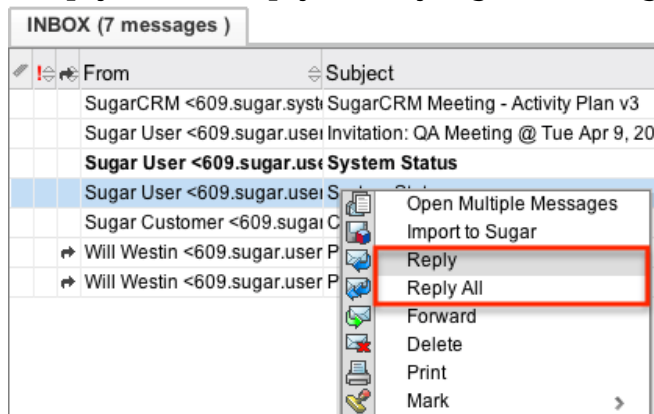 INBOX (7 messages )
! From Subject
SugarCRM <609.sugar.syste SugarCRM Meeting - Activity Plan v3
Sugar User <609.sugar.user Invitation: QA Meeting @ Tue Apr 9, 20
Sugar User <609.sugar.use System Status
Sugar User <609.sugar.user
Sugar Customer <609.sugar C
Will Westin <609.sugar.user P
Will Westin <609.sugar.user P
Open Multiple Messages
Import to Sugar
Reply
Reply All
Forward
Delete
Print
Mark